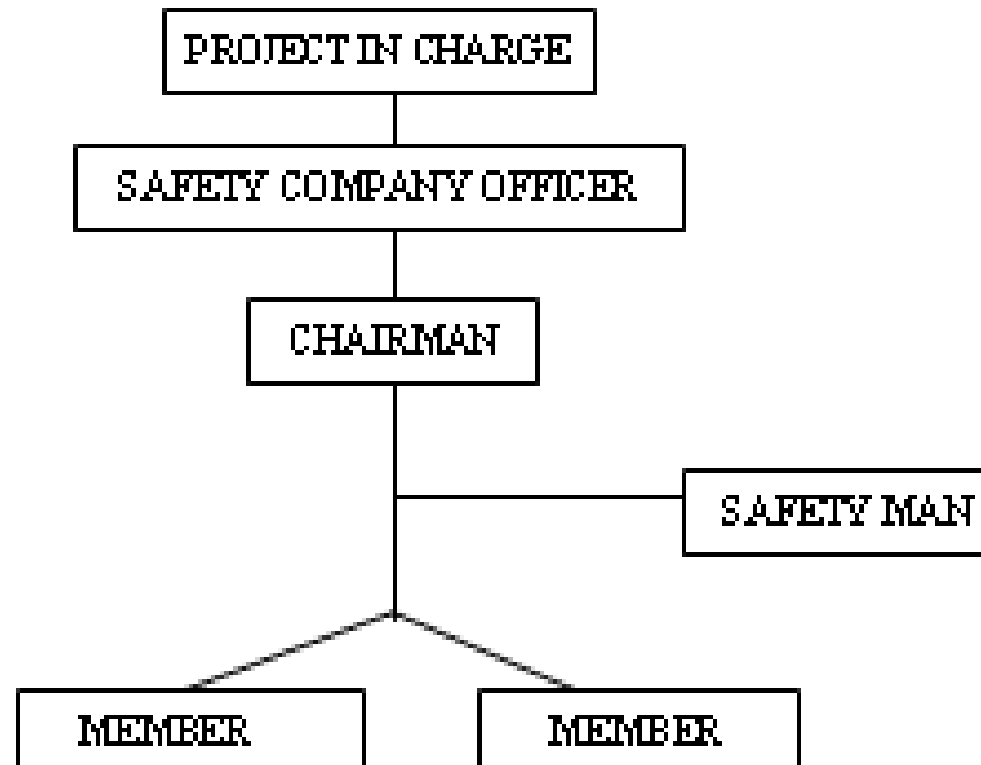 PROJECT IN CHARGE
SAFETY COMPANY OFFICER
CHAIRMAN
SAFETY MAN
MEMBER
MEMBER